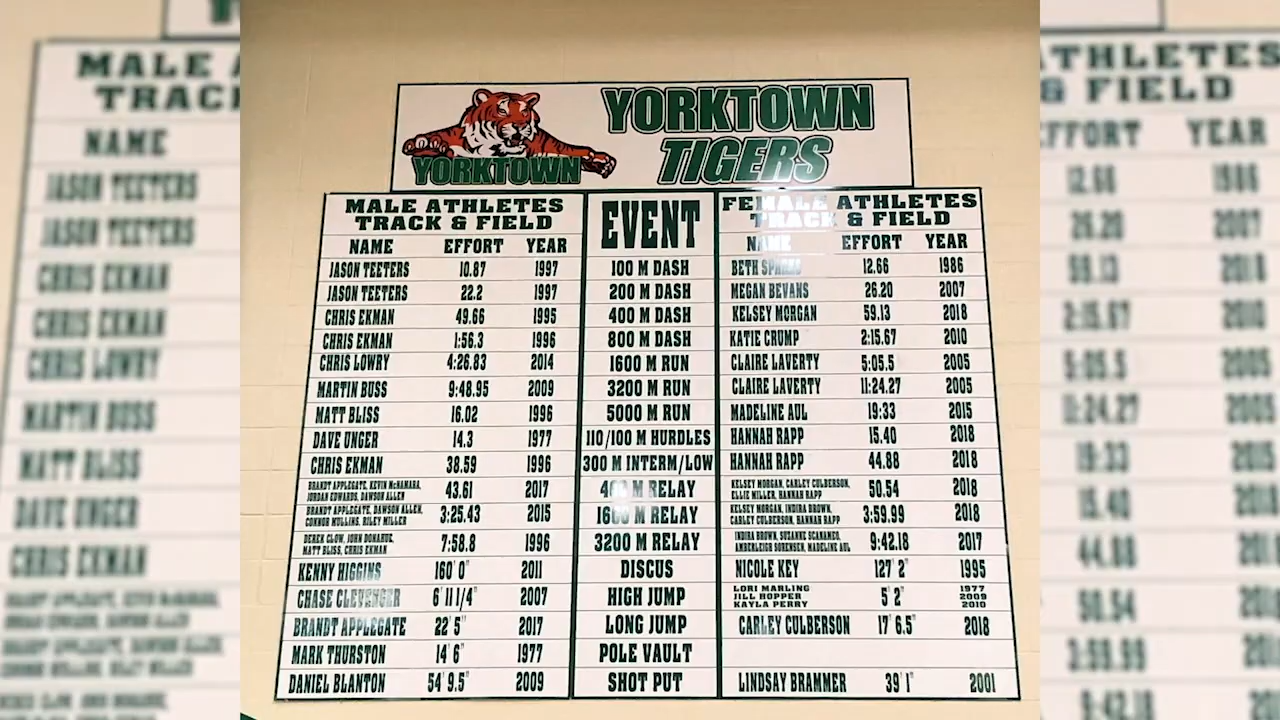 YORKTOWN
YORKTOWN
TIGERS
MALE ATHLETES
TRACK & FIELD
EVENT
FEMALE ATHLETES
TRACK & FIELD
NAME EFFORT YEAR NAME EFFORT YEAR
JASON TEETERS 10.87 1997 100 M DASH BETH SPARKS 12.66 1986
JASON TEETERS 22.2 1997 200 M DASH MEGAN BEVANS 26.20 2007
CHRIS EKMAN 49.66 1995 400 M DASH KELSEY MORGAN 59.13 2018
CHRIS EKMAN 1:56.3 1996 800 M DASH KATIE CRUMP 2:15.67 2010
CHRIS LOWRY 4:26.83 2014 1600 M RUN CLAIRE LAVERTY 5:05.5 2005
MARTIN BUSS 9:48.95 2009 3200 M RUN CLAIRE LAVERTY 11:24.27 2005
MATT BLISS 16.02 1996 5000 M RUN MADELINE AUL 19:33 2015
DAVE UNGER 14.3 1977 110/100 M HURDLES HANNAH RAPP 15.40 2018
CHRIS EKMAN 38.59 1996 300 M INTERM/LOW HANNAH RAPP 44.88 2018
BRANDT APPLEGATE, KEVIN McNAMARA,
JORDAN EDWARDS, DAWSON ALLEN 43.61 2017 400 M RELAY KELSEY MORGAN, CARLEY CULBERSON,
ELLIE MILLER, HANNAH RAPP 50.54 2018
BRANDT APPLEGATE, DAWSON ALLEN,
CONNOR MULLINS, RILEY MILLER 3:25.43 2015 1600 M RELAY KELSEY MORGAN, INDIRA BROWN,
CARLEY CULBERSON, HANNAH RAPP 3:59.99 2018
DEREK CLOW, JOHN DONAHUE,
MATT BLISS, CHRIS EKMAN 7:58.8 1996 3200 M RELAY INDIRA BROWN, SUZANNE SCANAMEO,
AMBERLEIGH SORENSEN, MADELINE AUL 9:42.18 2017
KENNY HIGGINS 160' 0" 2011 DISCUS NICOLE KEY 127' 2" 1995
CHASE CLEVENGER 6' 11 1/4" 2007 HIGH JUMP LORI MARLING 5' 2" 1977
JILL HOPPER 2009
KAYLA PERRY 2010
BRANDT APPLEGATE 22' 5" 2017 LONG JUMP CARLEY CULBERSON 17' 6.5" 2018
MARK THURSTON 14' 6" 1977 POLE VAULT
DANIEL BLANTON 54' 9.5" 2009 SHOT PUT LINDSAY BRAMMER 39' 1" 2001